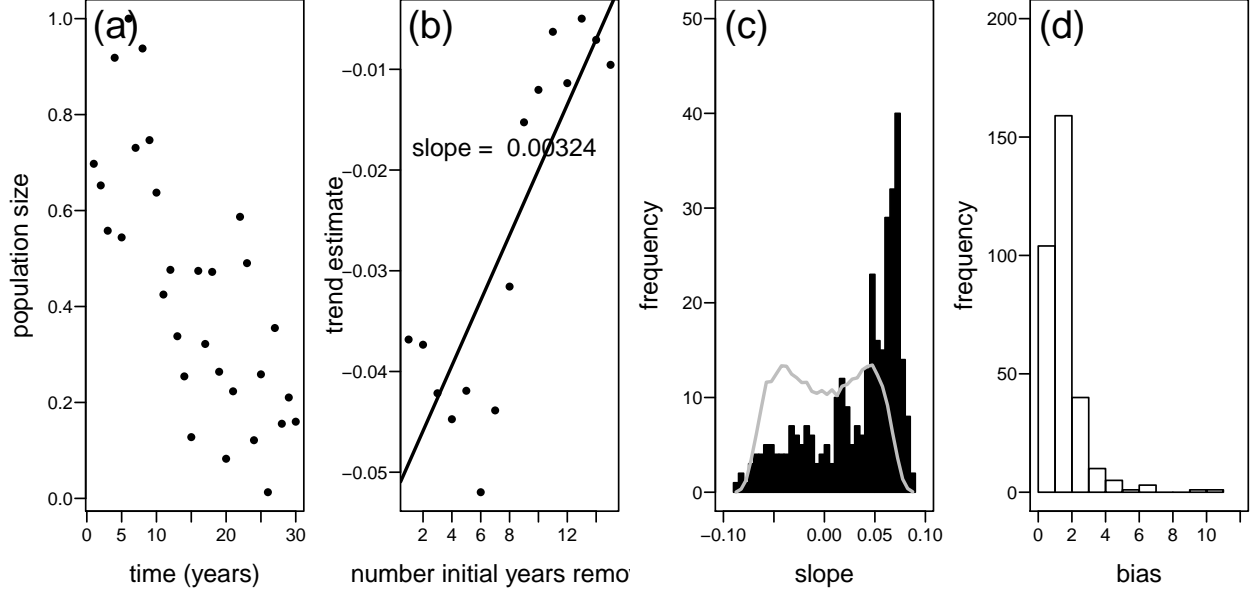 (a)
population size
1.0
0.8
0.6
0.4
0.2
0.0
0 5 10 20 30
time (years)
(b)
trend estimate
−0.01
−0.02
−0.03
−0.04
−0.05
slope = 0.00324
2 4 6 8 12
number initial years remo
(c)
frequency
50
40
30
20
10
0
−0.10 0.00 0.05 0.10
slope
(d)
frequency
200
150
100
50
0
0 2 4 6 8 10
bias